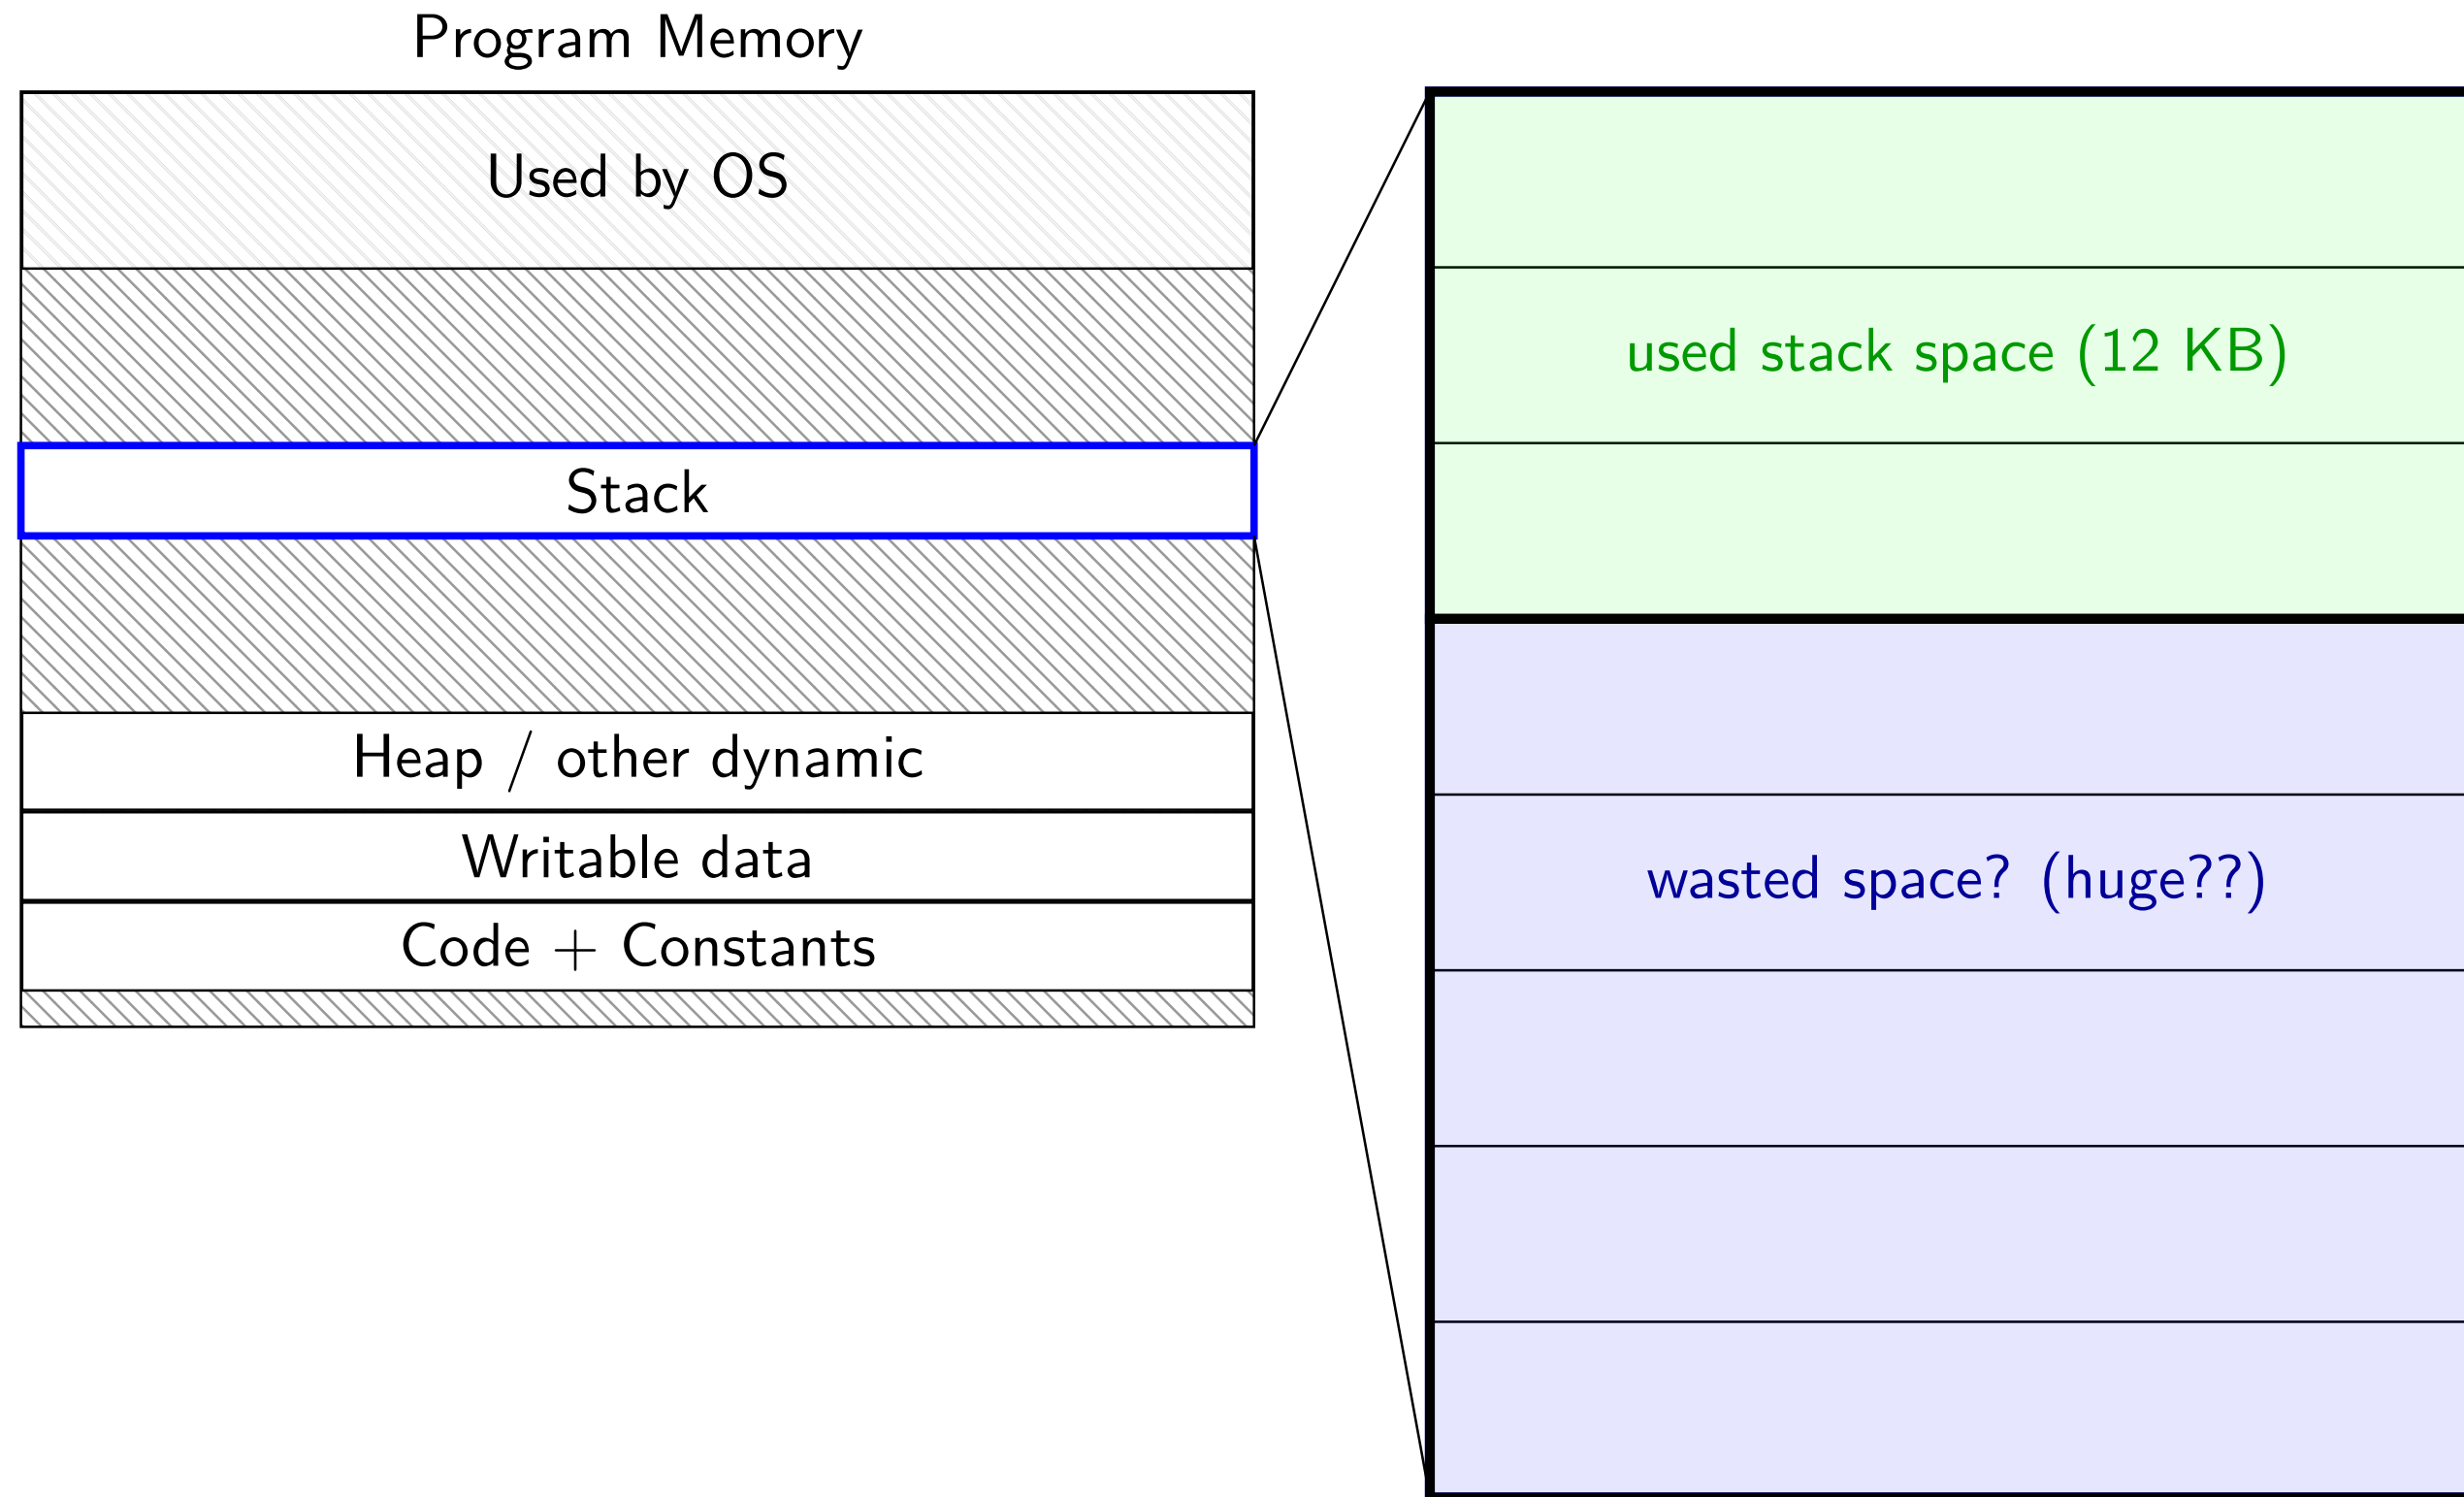 Program Memory
Used by OS
Stack
Heap / other dynamic
Writable data
Code + Constants
used stack space (12 KB)
wasted space? (huge??)